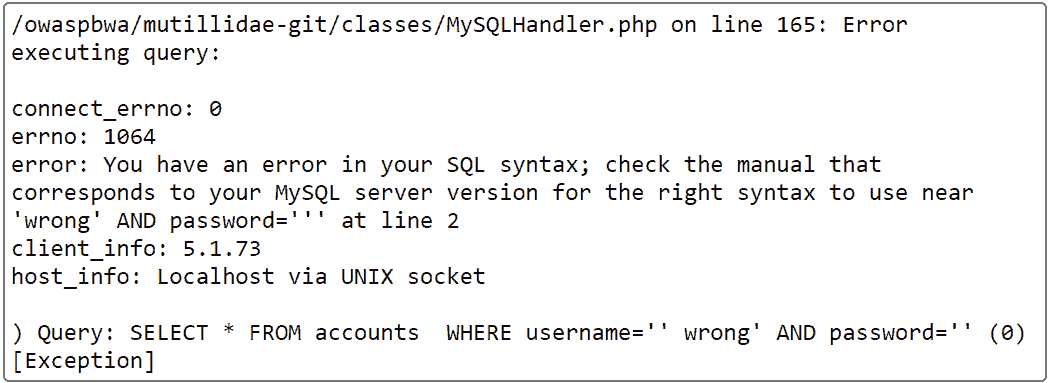 /owaspbwa/mutillidae-git/classes/MySQLHandler.php on line 165: Error
executing query:
connect_errno: 0
errno: 1064
error: You have an error in your SQL syntax; check the manual that
corresponds to your MySQL server version for the right syntax to use near
'wrong' AND password=''' at line 2
client_info: 5.1.73
host_info: Localhost via UNIX socket
) Query: SELECT * FROM accounts  WHERE username='' wrong' AND password='' (0)
[Exception]